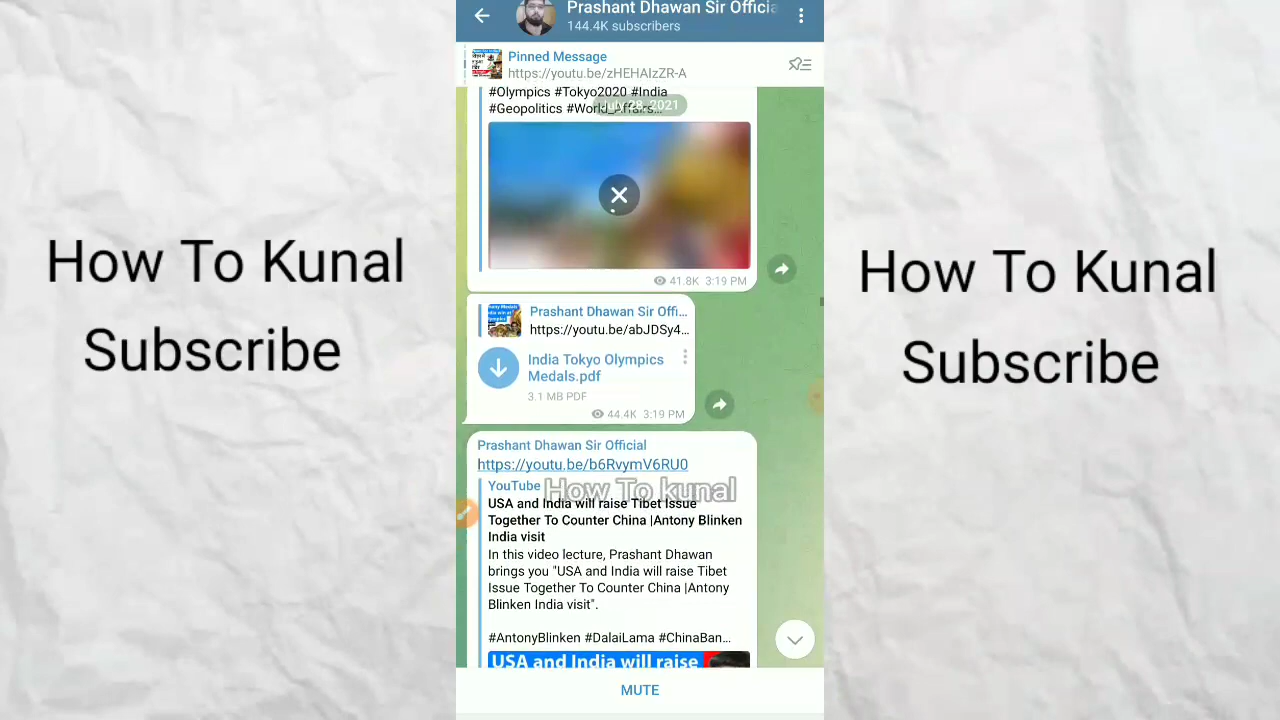 How To Kunal
Subscribe
Prashant Dhawan Sir Officia
144.4K subscribers
Pinned Message
https://youtu.be/zHEHAIzZR-A
#Olympics #Tokyo2020 #India
July 28, 2021
#Geopolitics #World_Affairs...
41.8K 3:19 PM
Prashant Dhawan Sir Offi...
https://youtu.be/abJDSy4...
India Tokyo Olympics
Medals.pdf
3.1 MB PDF
44.4K 3:19 PM
Prashant Dhawan Sir Official
https://youtu.be/b6RvymV6RU0
YouTube
How To kunal
USA and India will raise Tibet Issue
Together To Counter China |Antony Blinken
India visit
In this video lecture, Prashant Dhawan
brings you "USA and India will raise Tibet
Issue Together To Counter China |Antony
Blinken India visit".
#AntonyBlinken #DalaiLama #ChinaBan...
USA and India will raise
MUTE
How To Kunal
Subscribe